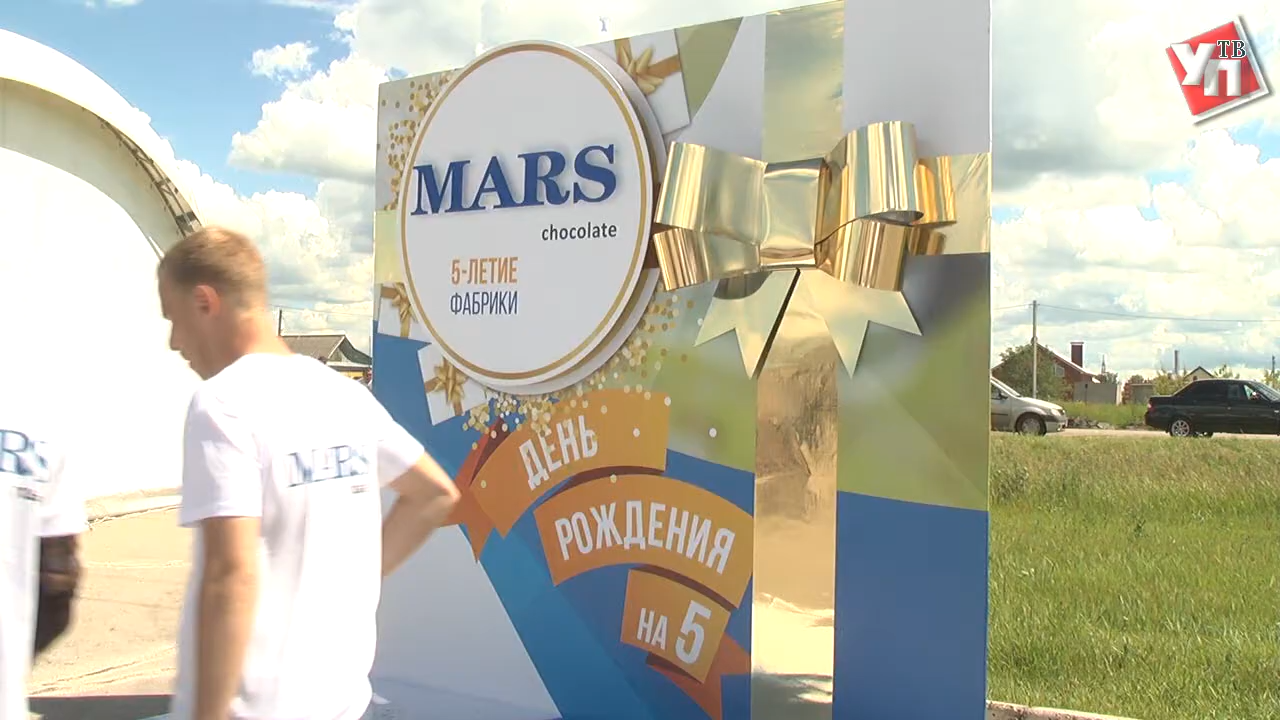 УП ТВ
MARS
chocolate
5-ЛЕТИЕ
ФАБРИКИ
ДЕНЬ
РОЖДЕНИЯ
НА 5
MARS